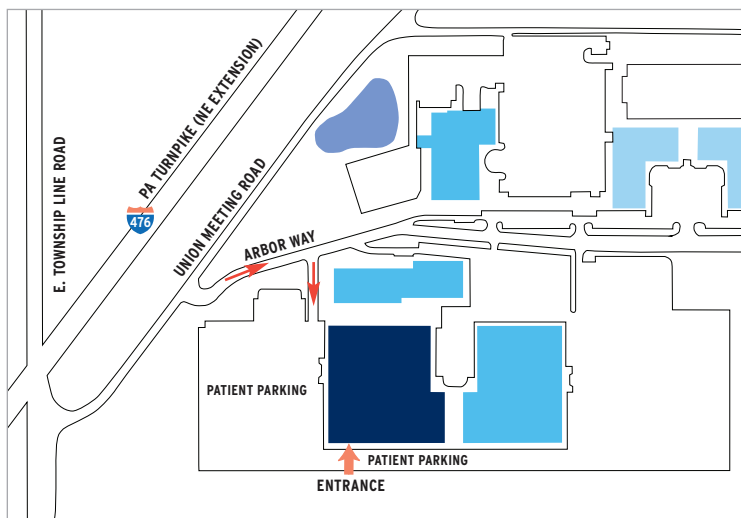 PA TURNPIKE (NE EXTENSION)
476
E. TOWNSHIP LINE ROAD
UNION MEETING ROAD
ARBOR WAY
PATIENT PARKING
PATIENT PARKING
ENTRANCE